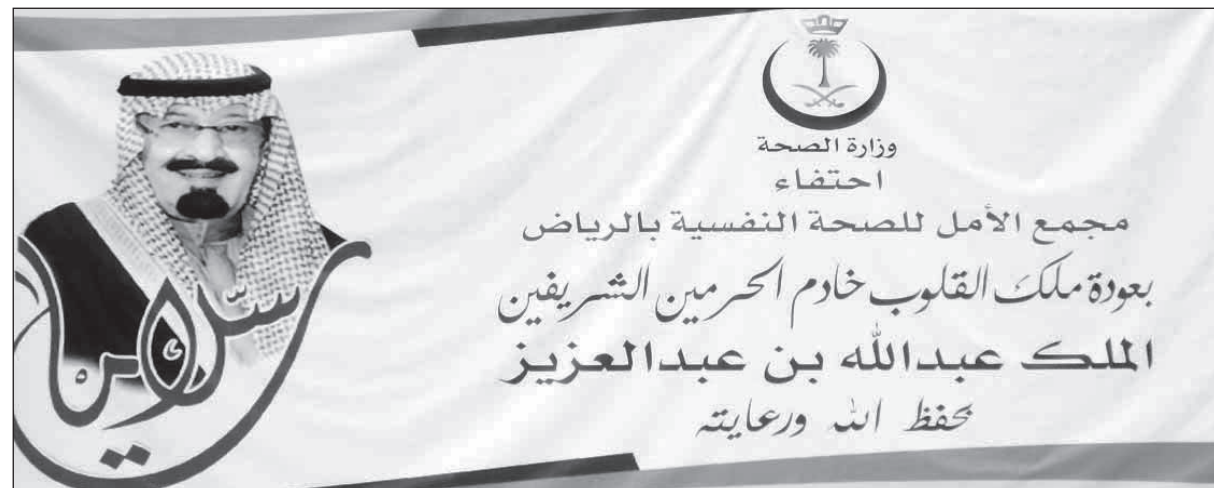 وزارة الصحة
احتفاء
مجمع الأمل للصحة النفسية بالرياض
بعودة ملك القلوب خادم الحرمين الشريفين
الملك عبدالله بن عبدالعزيز
بحفظ الله ورعايته